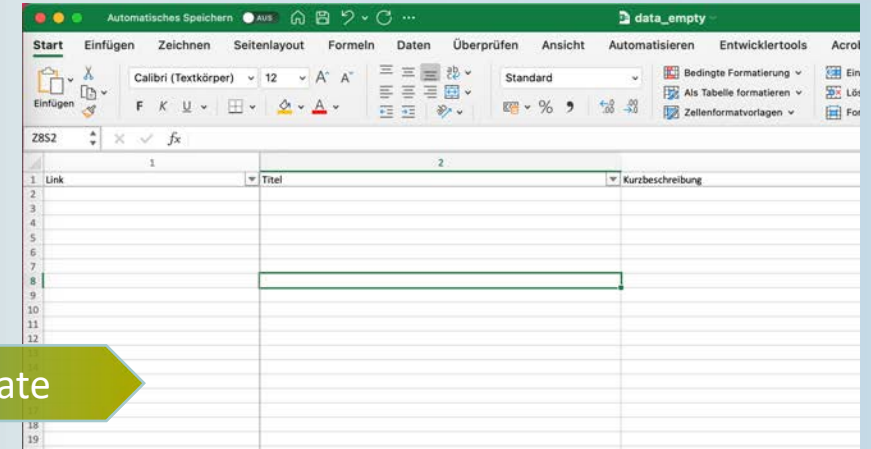 Automatisches Speichern AUS data_empty
Start Einfügen Zeichnen Seitenlayout Formeln Daten Überprüfen Ansicht Automatisieren Entwicklertools
Einfügen
Calibri (Textkörper) 12 A A Standard Bedingte Formatierung
F K U A % Als Tabelle formatieren
Zellenformatvorlagen
Z8S2 fx
1 2
1 Link Titel Kurzbeschreibung
2
3
4
5
6
7
8
9
10
11
12
ate
18
19